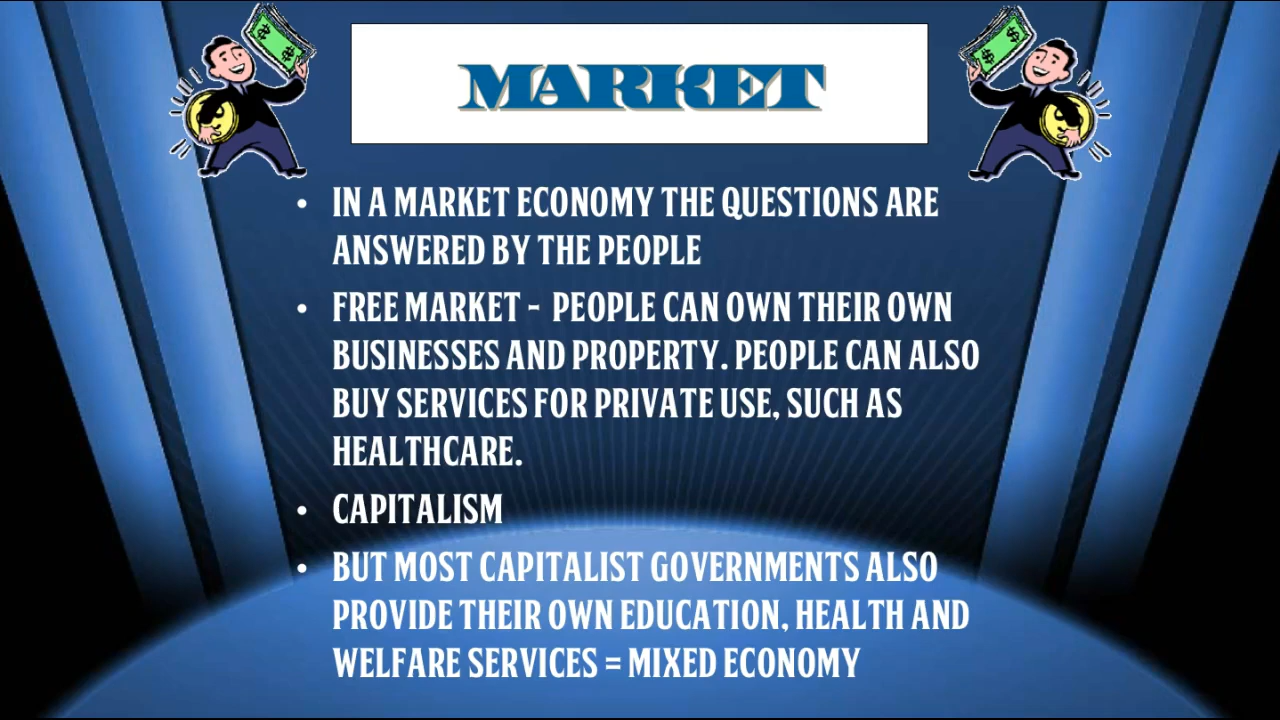 MARKET
• IN A MARKET ECONOMY THE QUESTIONS ARE
ANSWERED BY THE PEOPLE
• FREE MARKET - PEOPLE CAN OWN THEIR OWN
BUSINESSES AND PROPERTY. PEOPLE CAN ALSO
BUY SERVICES FOR PRIVATE USE, SUCH AS
HEALTHCARE.
• CAPITALISM
• BUT MOST CAPITALIST GOVERNMENTS ALSO
PROVIDE THEIR OWN EDUCATION, HEALTH AND
WELFARE SERVICES = MIXED ECONOMY